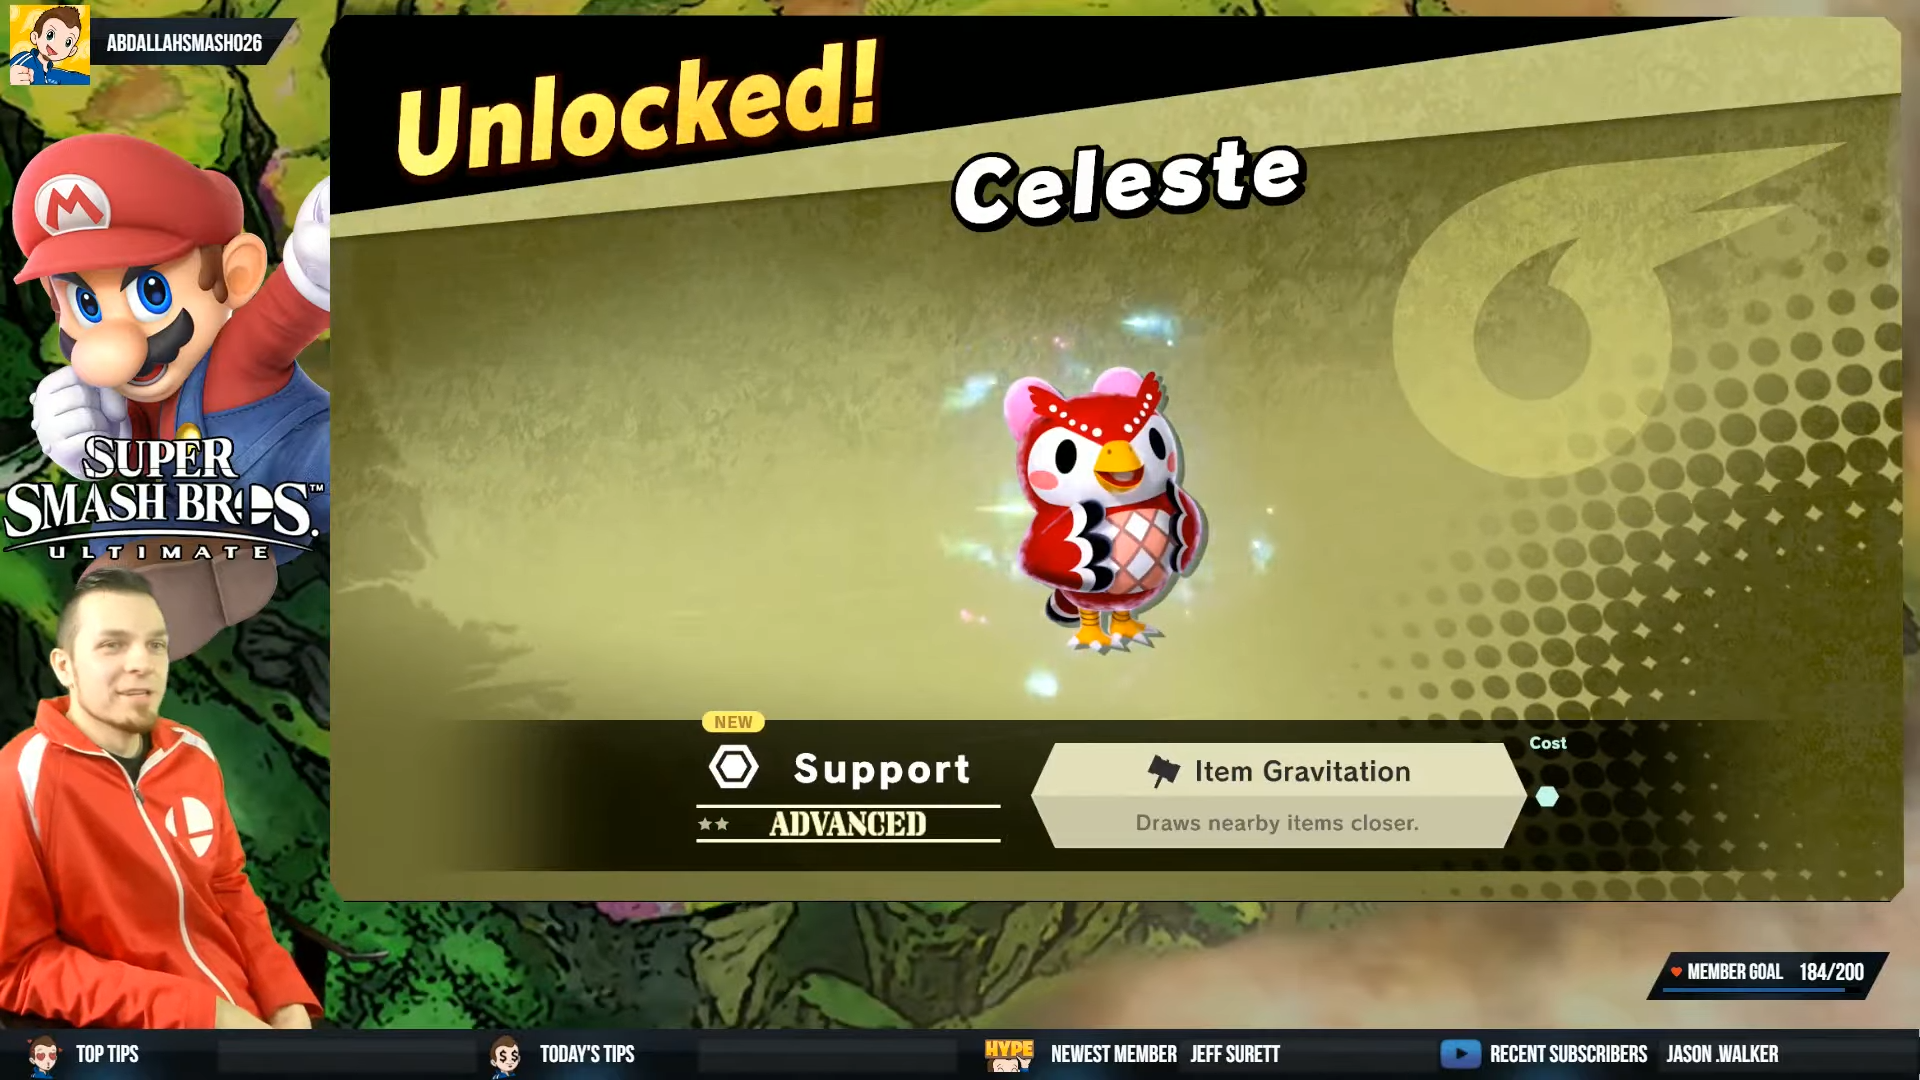 ABDALLAHSMASH026
Unlocked!
Celeste
M
SUPER
SMASH BROS.™
ULTIMATE
NEW
Support
★★ ADVANCED
Item Gravitation
Draws nearby items closer.
Cost
♥ MEMBER GOAL 184/200
TOP TIPS
TODAY'S TIPS
HYPE
NEWEST MEMBER JEFF SURETT
RECENT SUBSCRIBERS JASON .WALKER